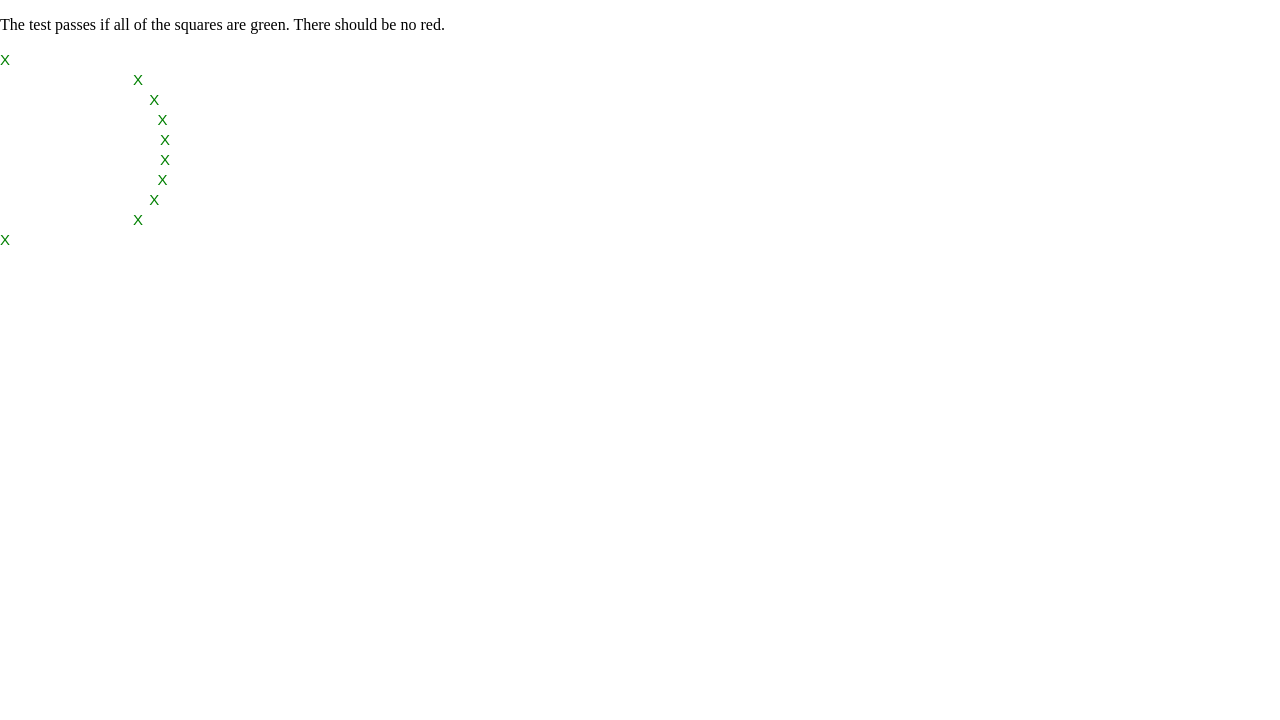 The test passes if all of the squares are green. There should be no red.
X
X
X
X
X
X
X
X
X
X